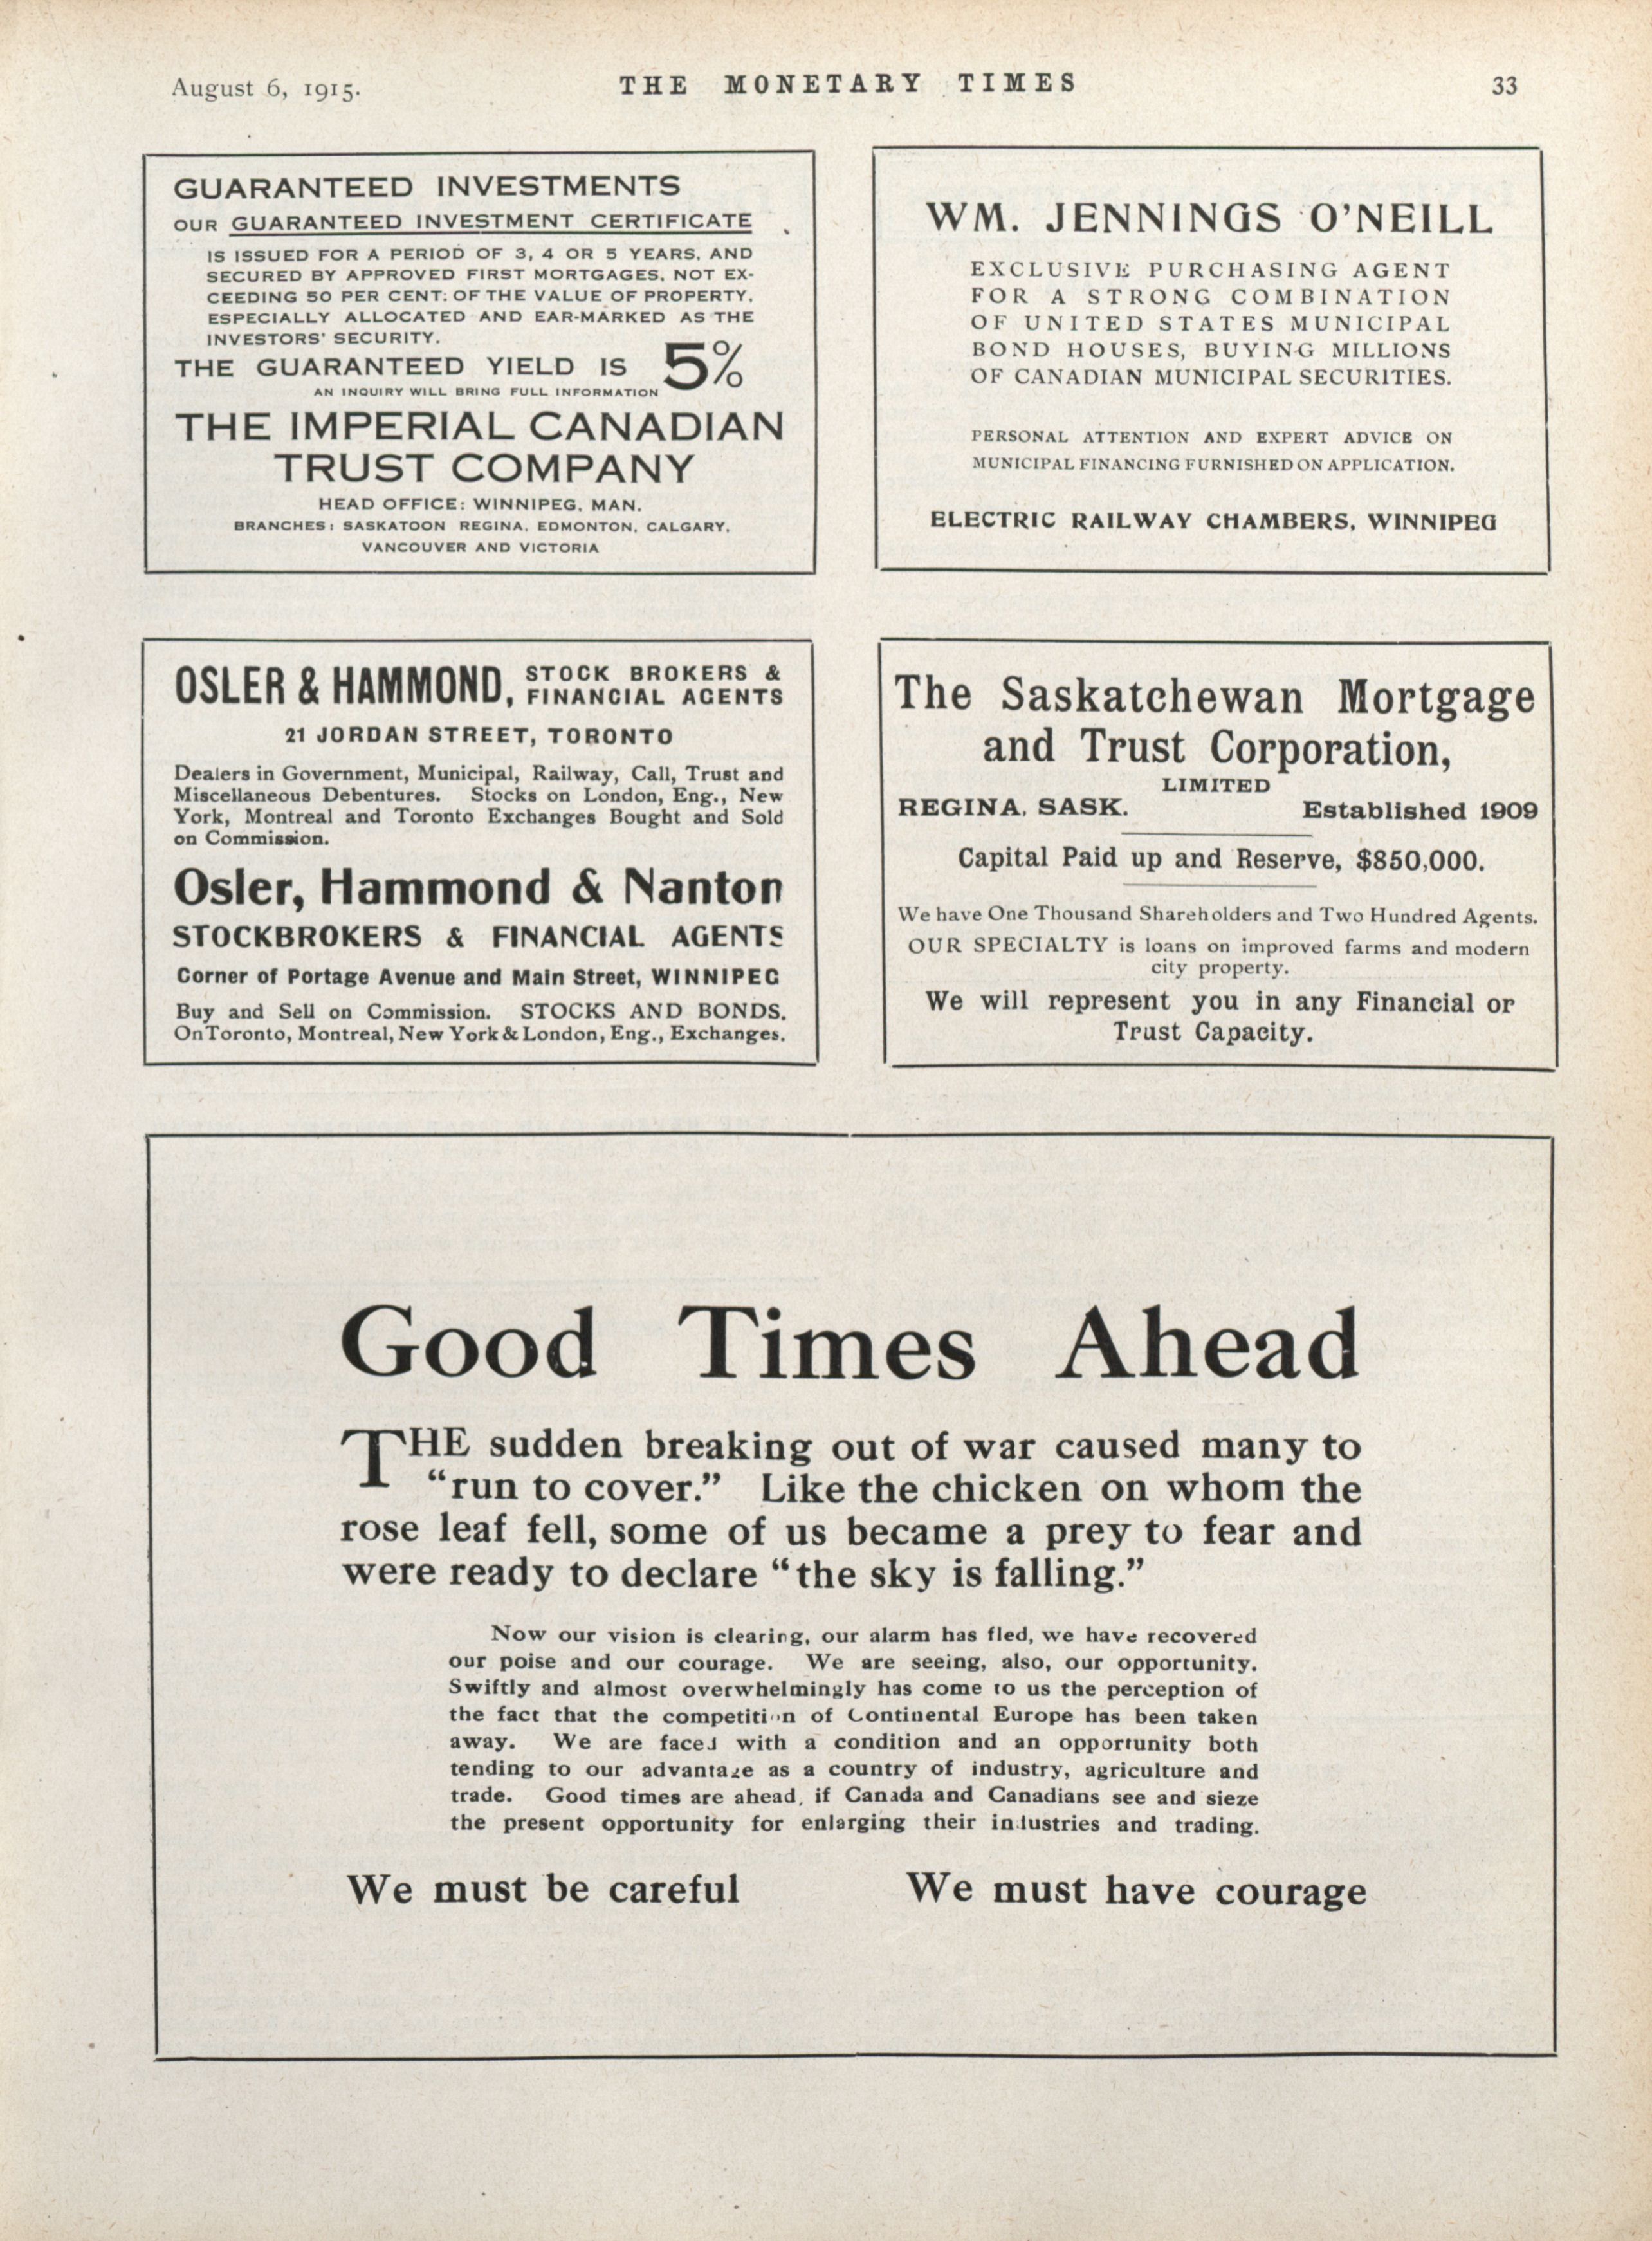 August 6, 1915.
THE MONETARY TIMES
33
GUARANTEED INVESTMENTS
OUR GUARANTEED INVESTMENT CERTIFICATE
IS ISSUED FOR A PERIOD OF 3, 4 OR 5 YEARS, AND
SECURED BY APPROVED FIRST MORTGAGES, NOT EX-
CEEDING 50 PER CENT. OF THE VALUE OF PROPERTY,
ESPECIALLY ALLOCATED AND EAR-MARKED AS THE
INVESTORS' SECURITY.
THE GUARANTEED YIELD IS 5%
AN INQUIRY WILL BRING FULL INFORMATION
THE IMPERIAL CANADIAN
TRUST COMPANY
HEAD OFFICE: WINNIPEG, MAN.
BRANCHES: SASKATOON REGINA, EDMONTON, CALGARY,
VANCOUVER AND VICTORIA
WM. JENNINGS O'NEILL
EXCLUSIVE PURCHASING AGENT
FOR A STRONG COMBINATION
OF UNITED STATES MUNICIPAL
BOND HOUSES, BUYING MILLIONS
OF CANADIAN MUNICIPAL SECURITIES.
PERSONAL ATTENTION AND EXPERT ADVICE ON
MUNICIPAL FINANCING FURNISHED ON APPLICATION.
ELECTRIC RAILWAY CHAMBERS, WINNIPEG
OSLER & HAMMOND, STOCK BROKERS &
FINANCIAL AGENTS
21 JORDAN STREET, TORONTO
Dealers in Government, Municipal, Railway, Call, Trust and
Miscellaneous Debentures. Stocks on London, Eng., New
York, Montreal and Toronto Exchanges Bought and Sold
on Commission.
Osler, Hammond & Nanton
STOCKBROKERS & FINANCIAL AGENTS
Corner of Portage Avenue and Main Street, WINNIPEG
Buy and Sell on Commission. STOCKS AND BONDS.
On Toronto, Montreal, New York & London, Eng., Exchanges.
The Saskatchewan Mortgage
and Trust Corporation,
LIMITED
REGINA, SASK. Established 1909
Capital Paid up and Reserve, $850,000.
We have One Thousand Shareholders and Two Hundred Agents.
OUR SPECIALTY is loans on improved farms and modern
city property.
We will represent you in any Financial or
Trust Capacity.
Good Times Ahead
THE sudden breaking out of war caused many to
"run to cover." Like the chicken on whom the
rose leaf fell, some of us became a prey to fear and
were ready to declare "the sky is falling."
Now our vision is clearing, our alarm has fled, we have recovered
our poise and our courage. We are seeing, also, our opportunity.
Swiftly and almost overwhelmingly has come to us the perception of
the fact that the competition of Continental Europe has been taken
away. We are faced with a condition and an opportunity both
tending to our advantage as a country of industry, agriculture and
trade. Good times are ahead, if Canada and Canadians see and sieze
the present opportunity for enlarging their industries and trading.
We must be careful We must have courage